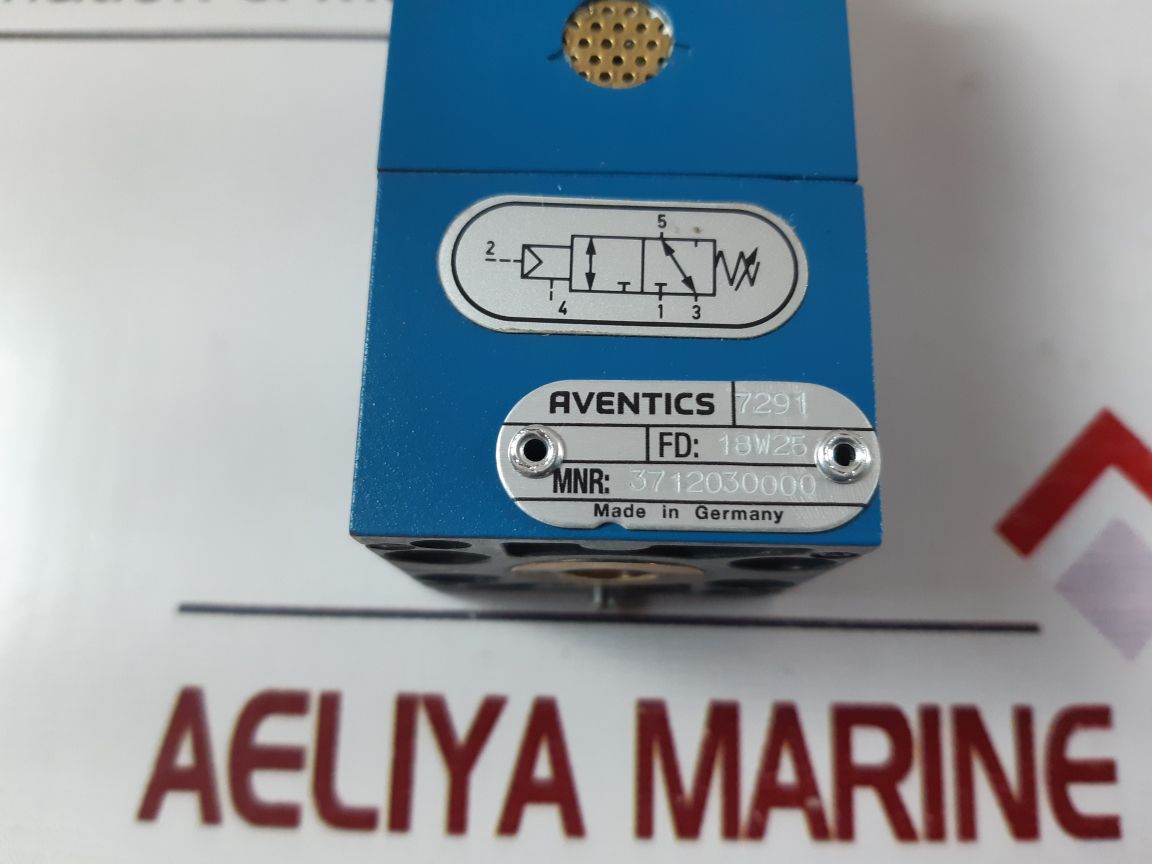 5
2
4 1 3
AVENTICS 7291
FD: 18W25
MNR: 3712030000
Made in Germany
AELIYA MARINE